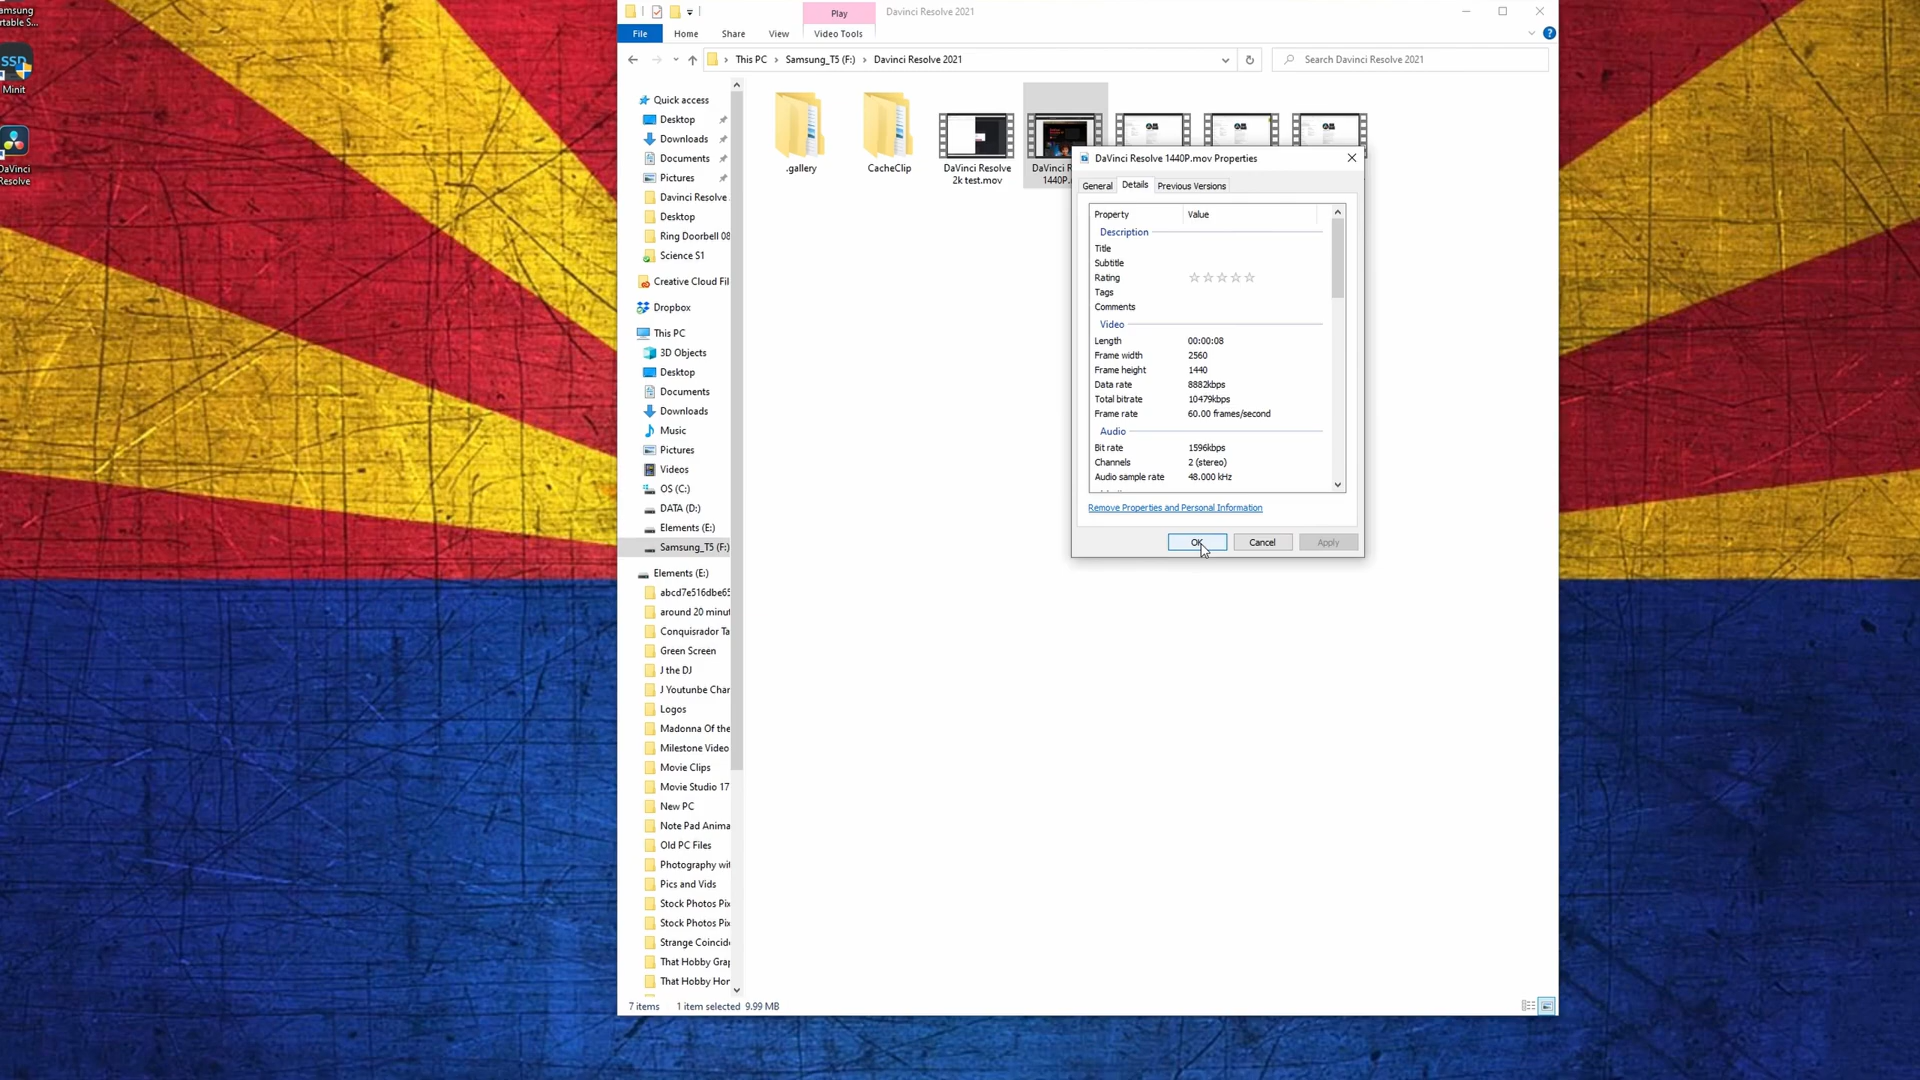 amsung
rtable S...
SSD
Minit
DaVinci
Resolve
Play
Davinci Resolve 2021
File
Home
Share
View
Video Tools
This PC > Samsung_T5 (F:) > Davinci Resolve 2021
Search Davinci Resolve 2021
Quick access
Desktop
Downloads
Documents
Pictures
Davinci Resolve
Desktop
Ring Doorbell 08
Science S1
Creative Cloud Fil
Dropbox
This PC
3D Objects
Desktop
Documents
Downloads
Music
Pictures
Videos
OS (C:)
DATA (D:)
Elements (E:)
Samsung_T5 (F:)
Elements (E:)
abcd7e516dbe65
around 20 minut
Conquisrador Ta
Green Screen
J the DJ
J Youtunbe Char
Logos
Madonna Of the
Milestone Video
Movie Clips
Movie Studio 17
New PC
Note Pad Anima
Old PC Files
Photography wit
Pics and Vids
Stock Photos Pix
Stock Photos Pix
Strange Coincide
That Hobby Grap
That Hobby Hor
.gallery
CacheClip
DaVinci Resolve
2k test.mov
DaVinci R
1440P.
DaVinci Resolve 1440P.mov Properties
General
Details
Previous Versions
Property Value
Description
Title
Subtitle
Rating
Tags
Comments
Video
Length 00:00:08
Frame width 2560
Frame height 1440
Data rate 8882kbps
Total bitrate 10479kbps
Frame rate 60.00 frames/second
Audio
Bit rate 1596kbps
Channels 2 (stereo)
Audio sample rate 48.000 kHz
Remove Properties and Personal Information
OK
Cancel
Apply
7 items
1 item selected 9.99 MB